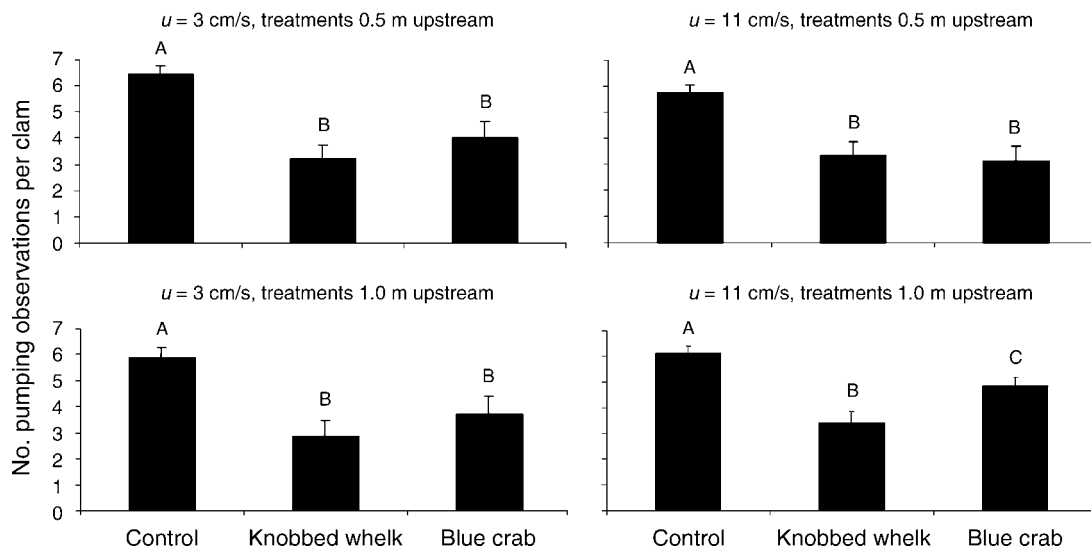 u = 3 cm/s, treatments 0.5 m upstream
u = 11 cm/s, treatments 0.5 m upstream
No. pumping observations per clam
7
6
5
4
3
2
1
0
A
B
B
A
B
B
u = 3 cm/s, treatments 1.0 m upstream
u = 11 cm/s, treatments 1.0 m upstream
7
6
5
4
3
2
1
0
A
B
B
A
B
C
Control
Knobbed whelk
Blue crab
Control
Knobbed whelk
Blue crab